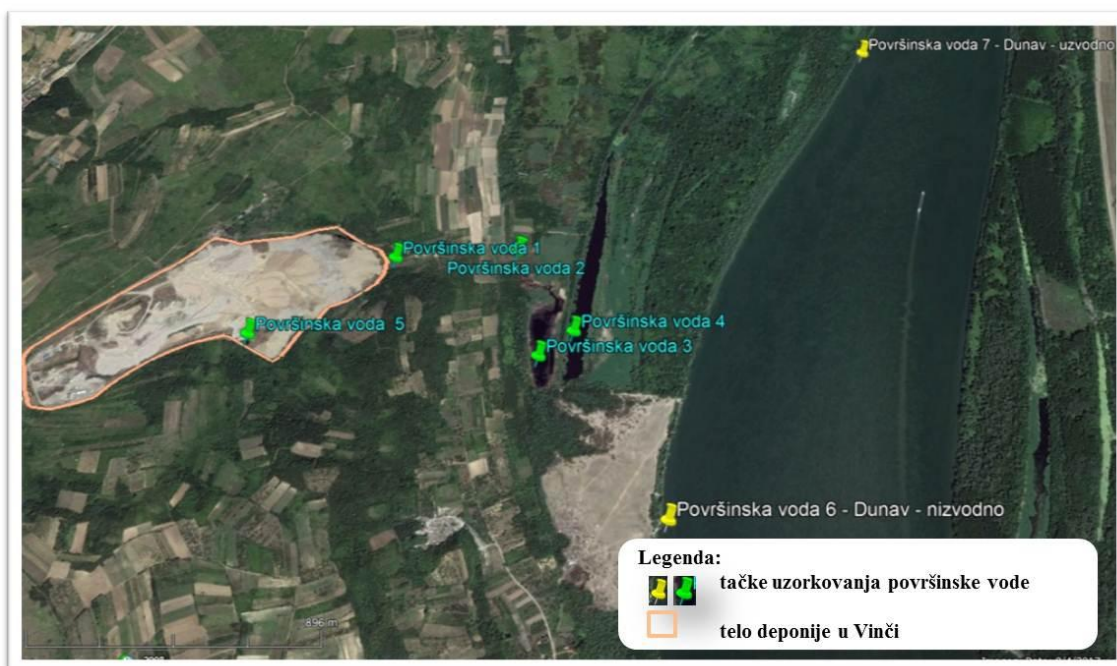 Površinska voda 7 - Dunav - uzvodno
Površinska voda 1
Površinska voda 2
Površinska voda 5
Površinska voda 4
Površinska voda 3
Površinska voda 6 - Dunav - nizvodno
Legenda:
tačke uzorkovanja površinske vode
telo deponije u Vinči
896 m